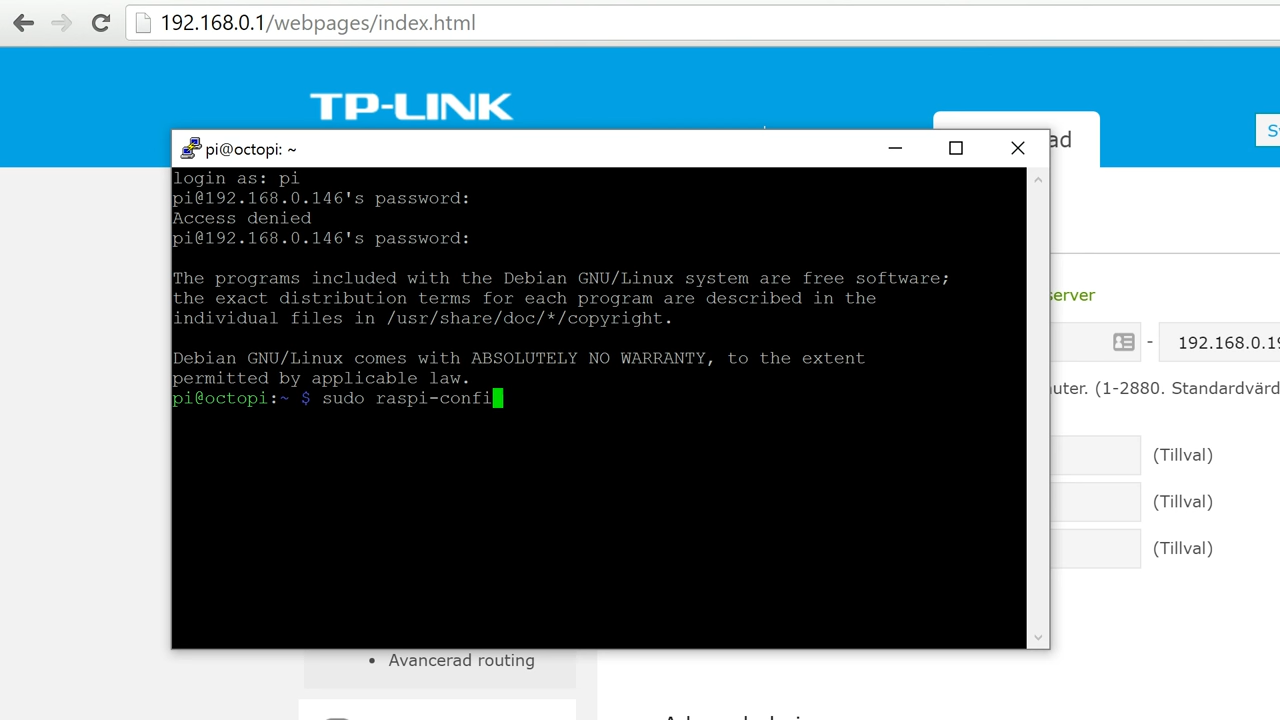 192.168.0.1/webpages/index.html
TP-LINK
ad
pi@octopi: ~
login as: pi
pi@192.168.0.146's password:
Access denied
pi@192.168.0.146's password:
The programs included with the Debian GNU/Linux system are free software;
the exact distribution terms for each program are described in the
individual files in /usr/share/doc/*/copyright.
Debian GNU/Linux comes with ABSOLUTELY NO WARRANTY, to the extent
permitted by applicable law.
pi@octopi:~ $ sudo raspi-confi
server
- 192.168.0.19
uter. (1-2880. Standardvärd
(Tillval)
(Tillval)
(Tillval)
Avancerad routing